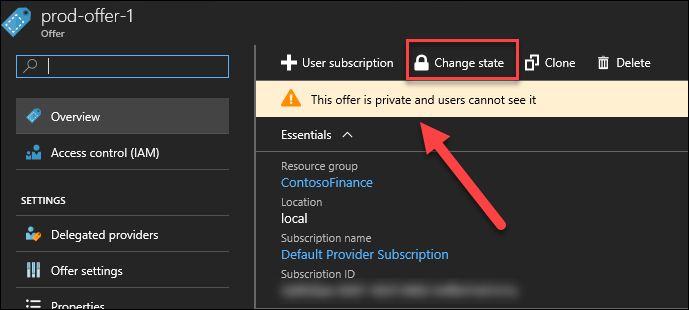 prod-offer-1
Offer
User subscription
Change state
Clone
Delete
This offer is private and users cannot see it
Overview
Access control (IAM)
SETTINGS
Delegated providers
Offer settings
Properties
Essentials
Resource group
ContosoFinance
Location
local
Subscription name
Default Provider Subscription
Subscription ID